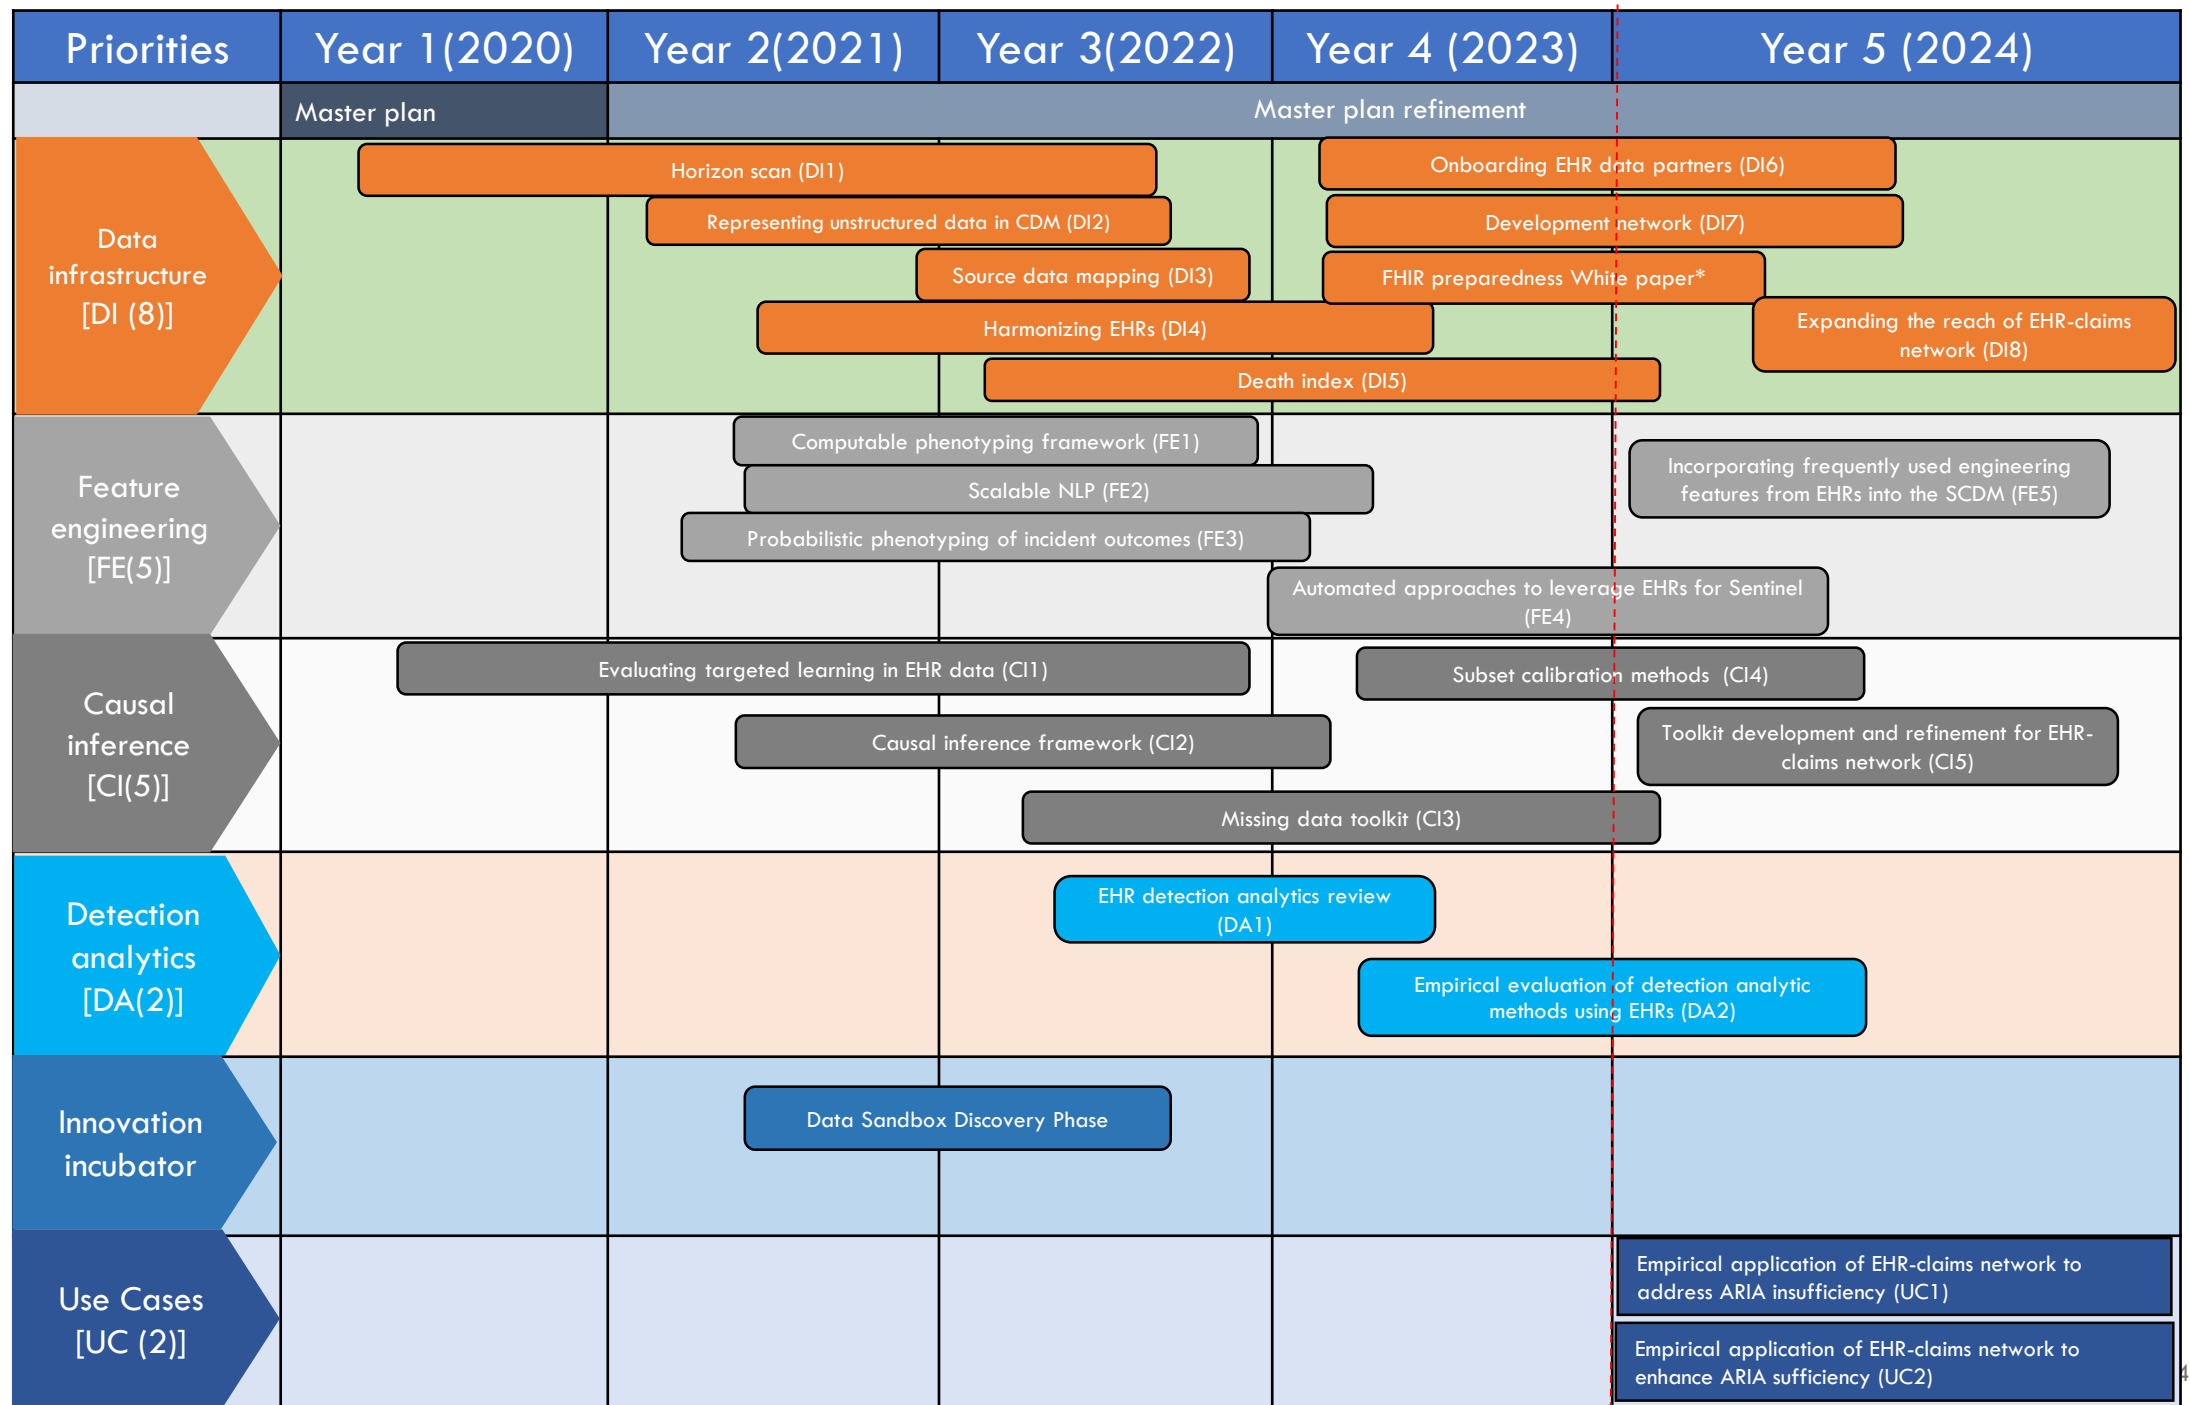 Priorities
Year 1(2020)
Year 2(2021)
Year 3(2022)
Year 4 (2023)
Year 5 (2024)
Master plan
Master plan refinement
Data
infrastructure
[DI (8)]
Horizon scan (DI1)
Representing unstructured data in CDM (DI2)
Source data mapping (DI3)
Harmonizing EHRs (DI4)
Death index (DI5)
Onboarding EHR data partners (DI6)
Development network (DI7)
FHIR preparedness White paper*
Expanding the reach of EHR-claims
network (DI8)
Feature
engineering
[FE(5)]
Computable phenotyping framework (FE1)
Scalable NLP (FE2)
Probabilistic phenotyping of incident outcomes (FE3)
Automated approaches to leverage EHRs for Sentinel
(FE4)
Incorporating frequently used engineering
features from EHRs into the SCDM (FE5)
Causal
inference
[CI(5)]
Evaluating targeted learning in EHR data (CI1)
Causal inference framework (CI2)
Missing data toolkit (CI3)
Subset calibration methods (CI4)
Toolkit development and refinement for EHR-
claims network (CI5)
Detection
analytics
[DA(2)]
EHR detection analytics review
(DA1)
Empirical evaluation of detection analytic
methods using EHRs (DA2)
Innovation
incubator
Data Sandbox Discovery Phase
Use Cases
[UC (2)]
Empirical application of EHR-claims network to
address ARIA insufficiency (UC1)
Empirical application of EHR-claims network to
enhance ARIA sufficiency (UC2)
4